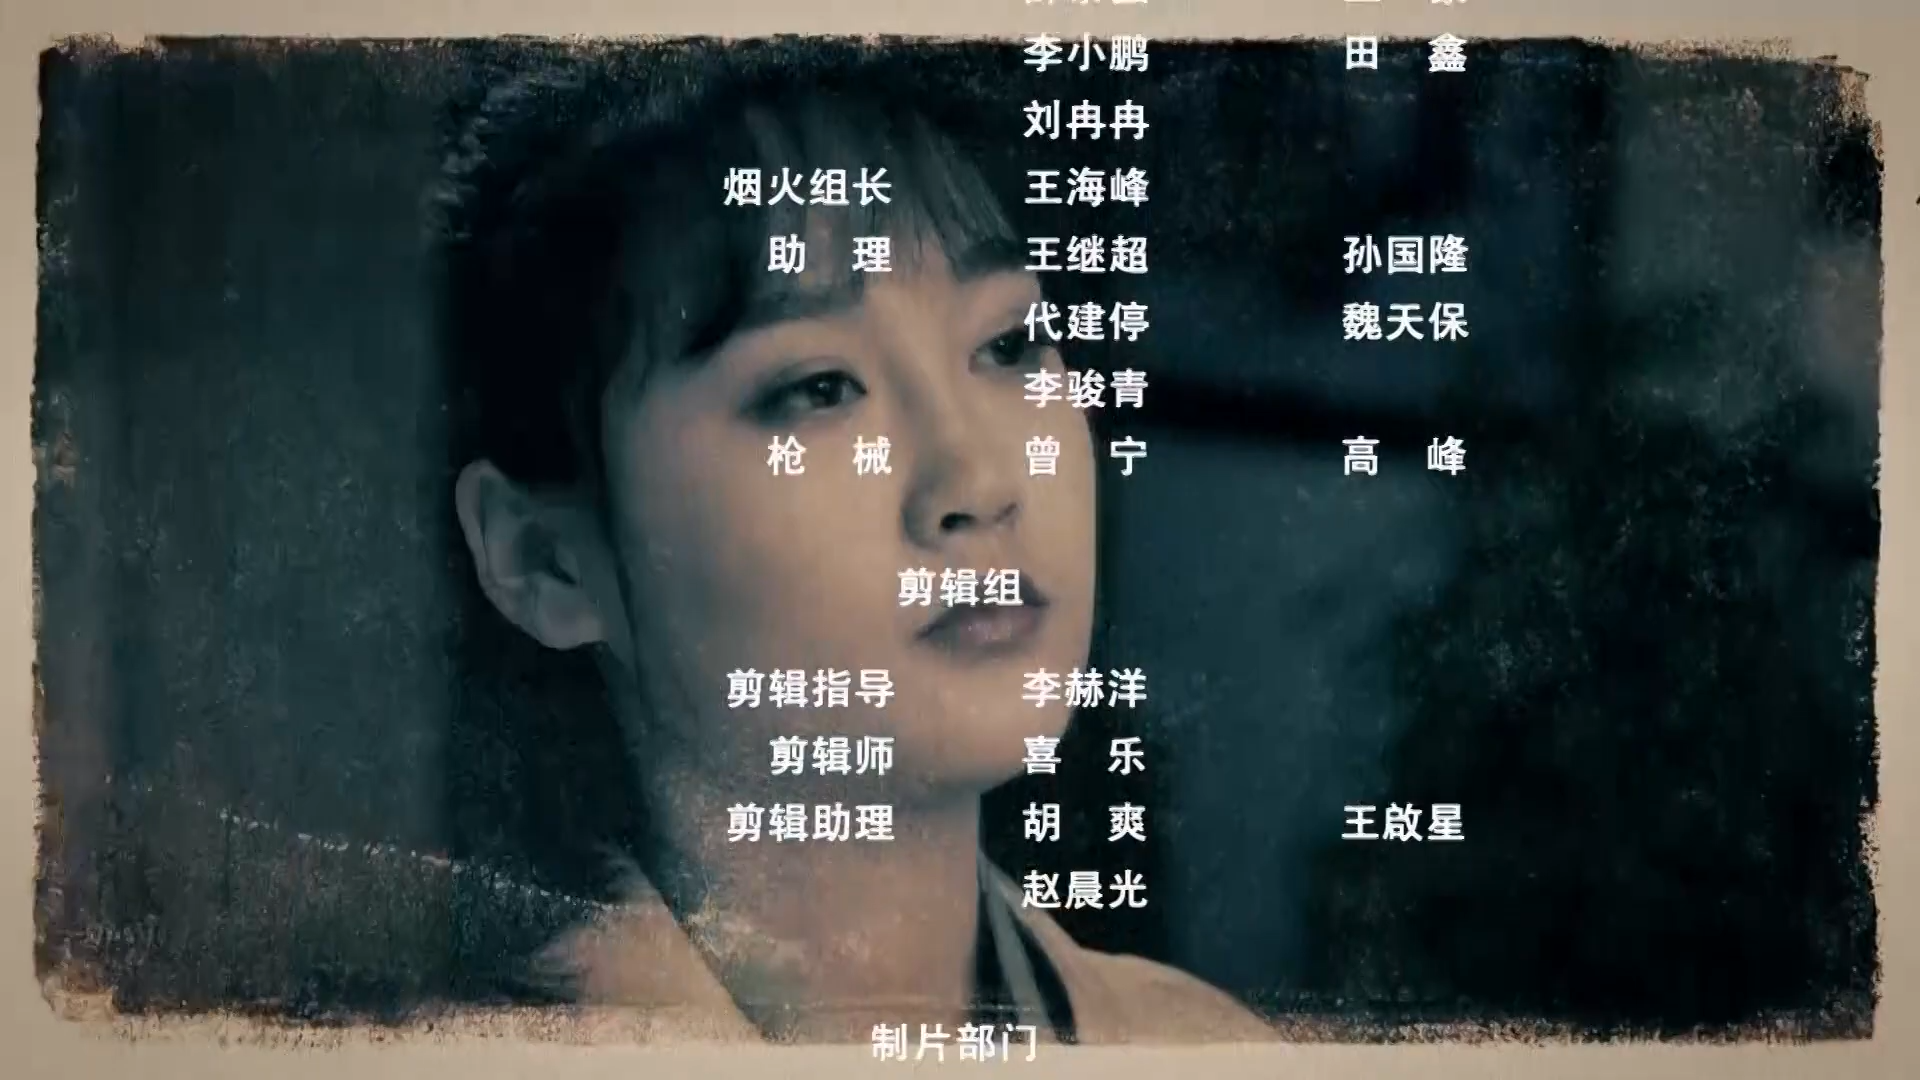 李小鹏 田 鑫
刘冉冉
烟火组长 王海峰
助 理 王继超 孙国隆
代建停 魏天保
李骏青
枪 械 曾 宁 高 峰
剪辑组
剪辑指导 李赫洋
剪辑师 喜 乐
剪辑助理 胡 爽 王啟星
赵晨光
制片部门